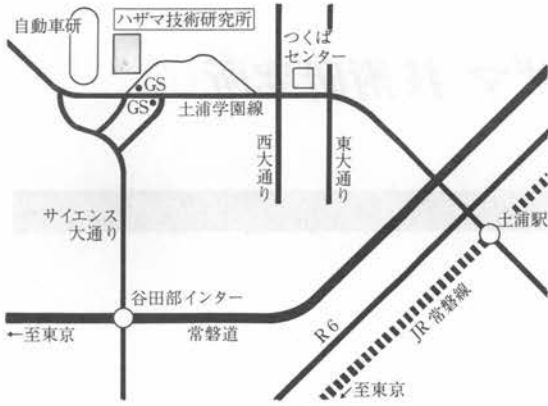 自動車研
ハザマ技術研究所
つくば
センター
GS
GS
土浦学園線
西大通り
東大通り
サイエンス
大通り
土浦駅
谷田部インター
←至東京
常磐道
R6
JR常磐線
↙至東京